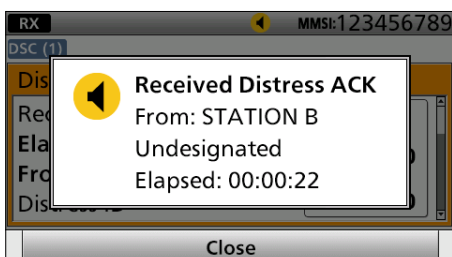 RX MMSI:123456789
DSC (1)
Received Distress ACK
From: STATION B
Undesignated
Elapsed: 00:00:22
Close